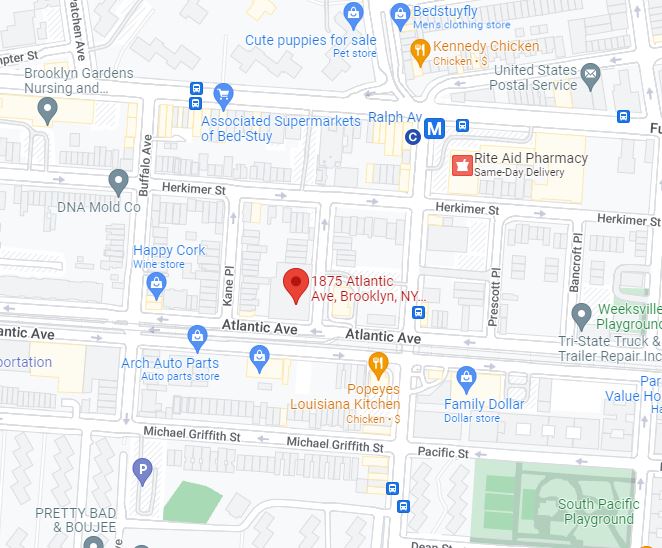 Bedstuyfly
Men's clothing store
Cute puppies for sale
Pet store
Kennedy Chicken
Chicken • $
United States
Postal Service
Brooklyn Gardens
Nursing and...
Associated Supermarkets
of Bed-Stuy
Ralph Av
M
C
Rite Aid Pharmacy
Same-Day Delivery
Buffalo Ave
DNA Mold Co
Herkimer St
Herkimer St
Herkimer St
Happy Cork
Wine store
Kane Pl
1875 Atlantic
Ave, Brooklyn, NY...
Prescott Pl
Bancroft Pl
Weeksville
Playground
Tri-State Truck &
Trailer Repair Inc
Atlantic Ave
Atlantic Ave
Arch Auto Parts
Auto parts store
Popeyes
Louisiana Kitchen
Chicken • $
Family Dollar
Dollar store
Michael Griffith St
Michael Griffith St
Pacific St
P
South Pacific
Playground
PRETTY BAD
& BOUJEE